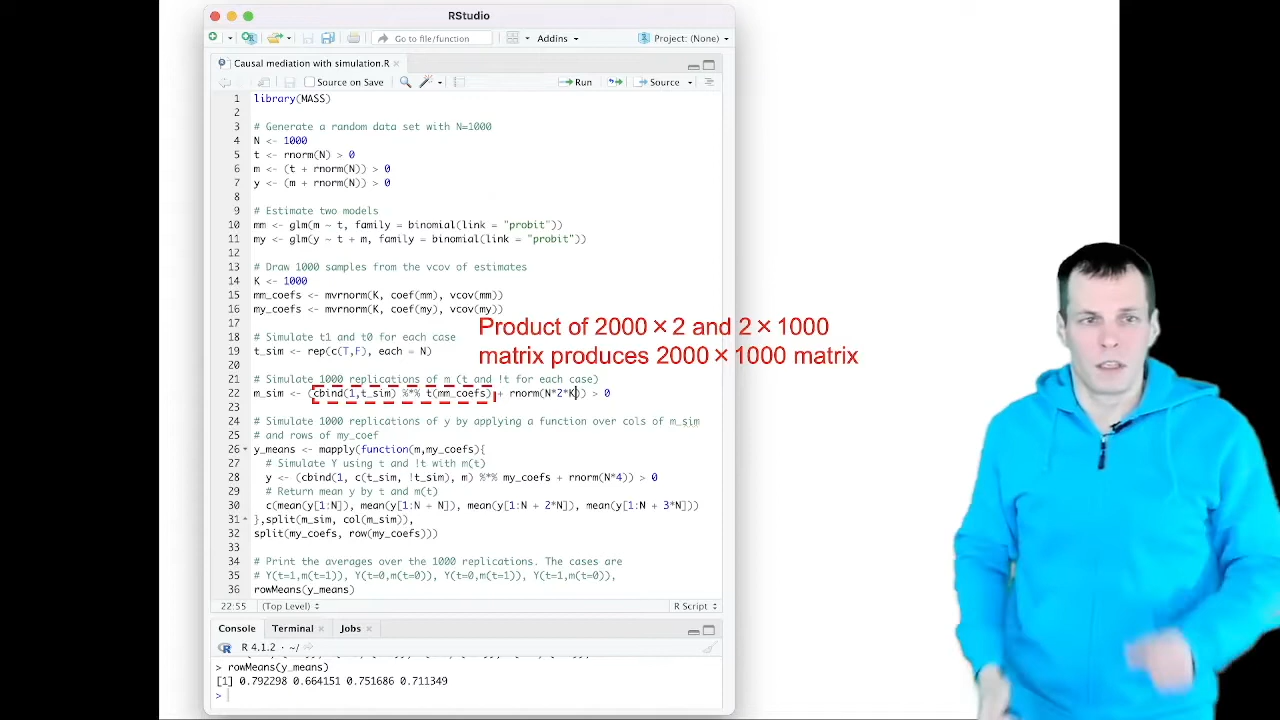 RStudio
Go to file/function
Addins
Project: (None)
Causal mediation with simulation.R
Source on Save
Run
Source
1 library(MASS)
2
3 # Generate a random data set with N=1000
4 N <- 1000
5 t <- rnorm(N) > 0
6 m <- (t + rnorm(N)) > 0
7 y <- (m + rnorm(N)) > 0
8
9 # Estimate two models
10 mm <- glm(m ~ t, family = binomial(link = "probit"))
11 my <- glm(y ~ t + m, family = binomial(link = "probit"))
12
13 # Draw 1000 samples from the vcov of estimates
14 K <- 1000
15 mm_coefs <- mvrnorm(K, coef(mm), vcov(mm))
16 my_coefs <- mvrnorm(K, coef(my), vcov(my))
17
Product of 2000 × 2 and 2 × 1000
matrix produces 2000 × 1000 matrix
18 # Simulate t1 and t0 for each case
19 t_sim <- rep(c(T,F), each = N)
20
21 # Simulate 1000 replications of m (t and !t for each case)
22 m_sim <- (cbind(1,t_sim) %*% t(mm_coefs) + rnorm(N*2*K)) > 0
23
24 # Simulate 1000 replications of y by applying a function over cols of m_sim
25 # and rows of my_coef
26 y_means <- mapply(function(m,my_coefs){
27 # Simulate Y using t and !t with m(t)
28 y <- (cbind(1, c(t_sim, !t_sim), m) %*% my_coefs + rnorm(N*4)) > 0
29 # Return mean y by t and m(t)
30 c(mean(y[1:N]), mean(y[1:N + N]), mean(y[1:N + 2*N]), mean(y[1:N + 3*N]))
31 },split(m_sim, col(m_sim)),
32 split(my_coefs, row(my_coefs)))
33
34 # Print the averages over the 1000 replications. The cases are
35 # Y(t=1,m(t=1)), Y(t=0,m(t=0)), Y(t=0,m(t=1)), Y(t=1,m(t=0)),
36 rowMeans(y_means)
22:55 (Top Level) R Script
Console Terminal Jobs
R 4.1.2 · ~/
> rowMeans(y_means)
[1] 0.792298 0.664151 0.751686 0.711349
>